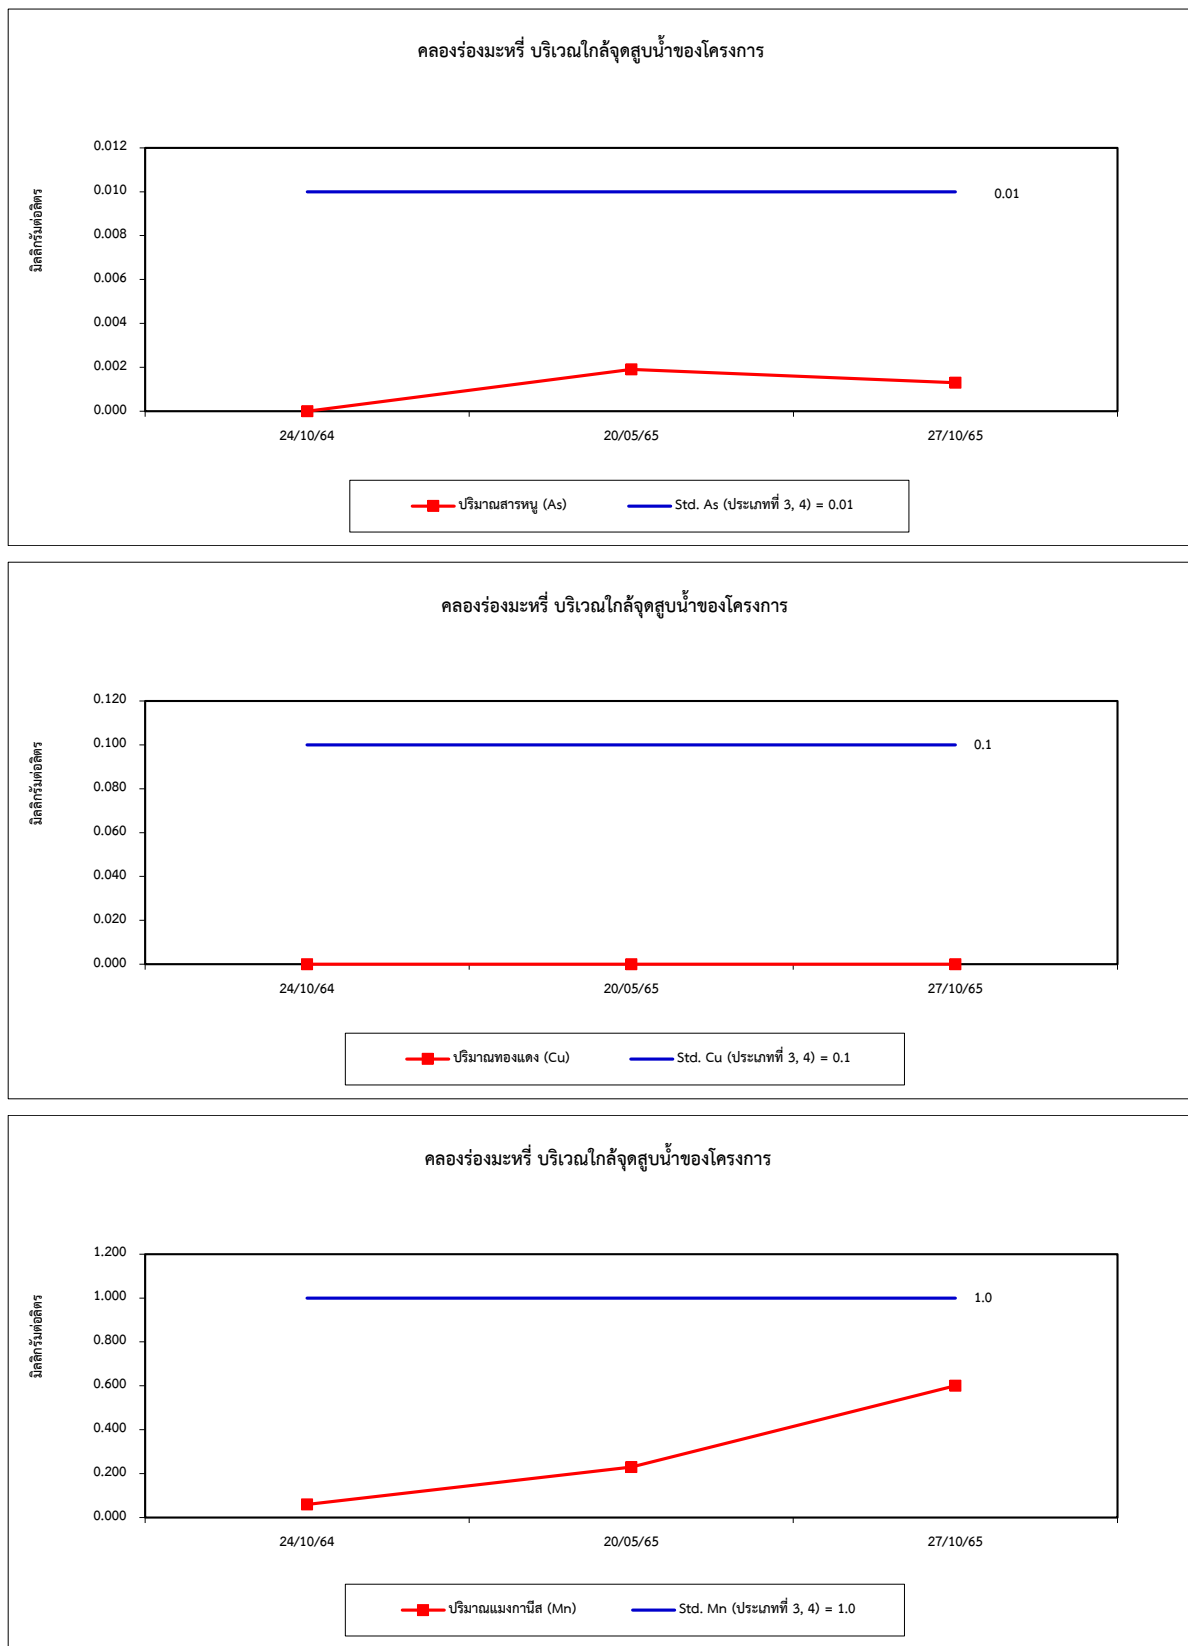 คลองร่องมะหรี่ บริเวณใกล้จุดสูบน้ำของโครงการ
มิลลิกรัมต่อลิตร
0.012
0.010
0.008
0.006
0.004
0.002
0.000
0.01
24/10/64 20/05/65 27/10/65
ปริมาณสารหนู (As) Std. As (ประเภทที่ 3, 4) = 0.01
คลองร่องมะหรี่ บริเวณใกล้จุดสูบน้ำของโครงการ
มิลลิกรัมต่อลิตร
0.120
0.100
0.080
0.060
0.040
0.020
0.000
0.1
24/10/64 20/05/65 27/10/65
ปริมาณทองแดง (Cu) Std. Cu (ประเภทที่ 3, 4) = 0.1
คลองร่องมะหรี่ บริเวณใกล้จุดสูบน้ำของโครงการ
มิลลิกรัมต่อลิตร
1.200
1.000
0.800
0.600
0.400
0.200
0.000
1.0
24/10/64 20/05/65 27/10/65
ปริมาณแมงกานีส (Mn) Std. Mn (ประเภทที่ 3, 4) = 1.0